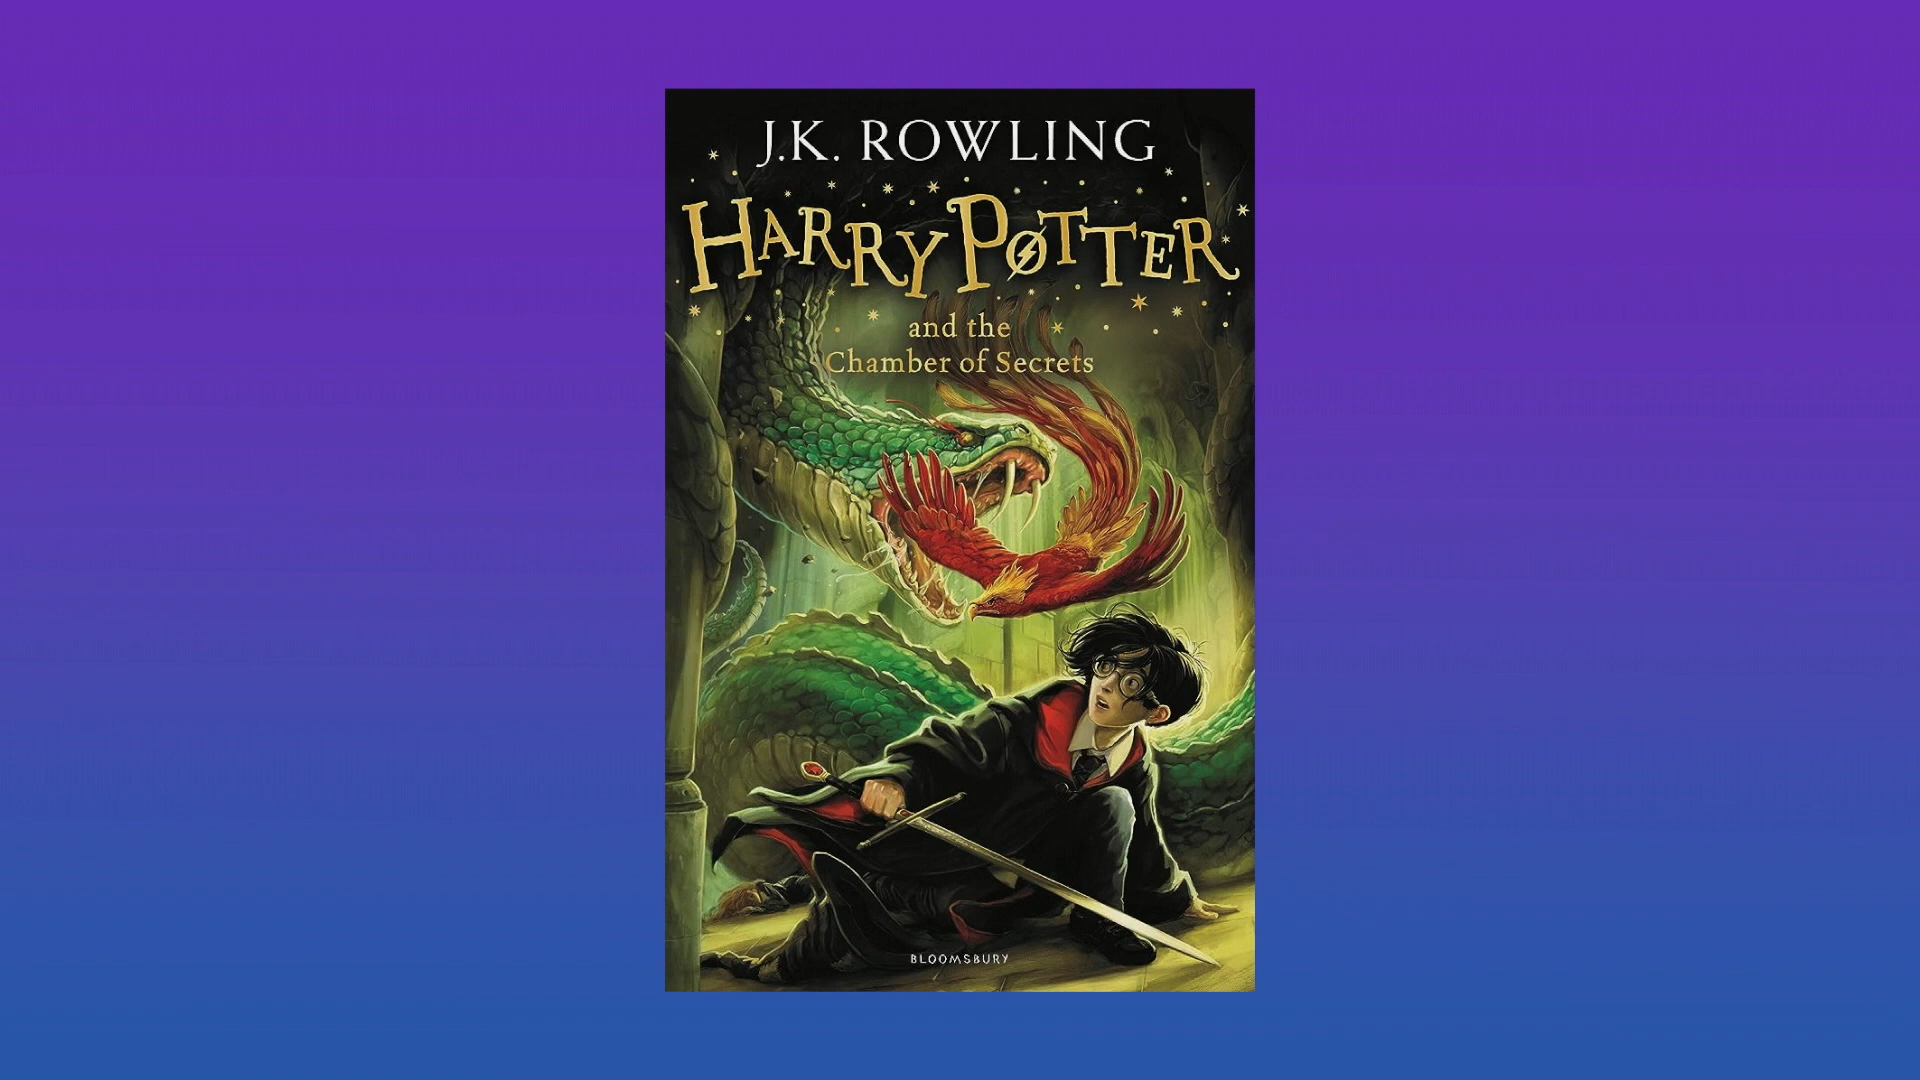 J.K. ROWLING
HARRY POTTER
and the
Chamber of Secrets
BLOOMSBURY